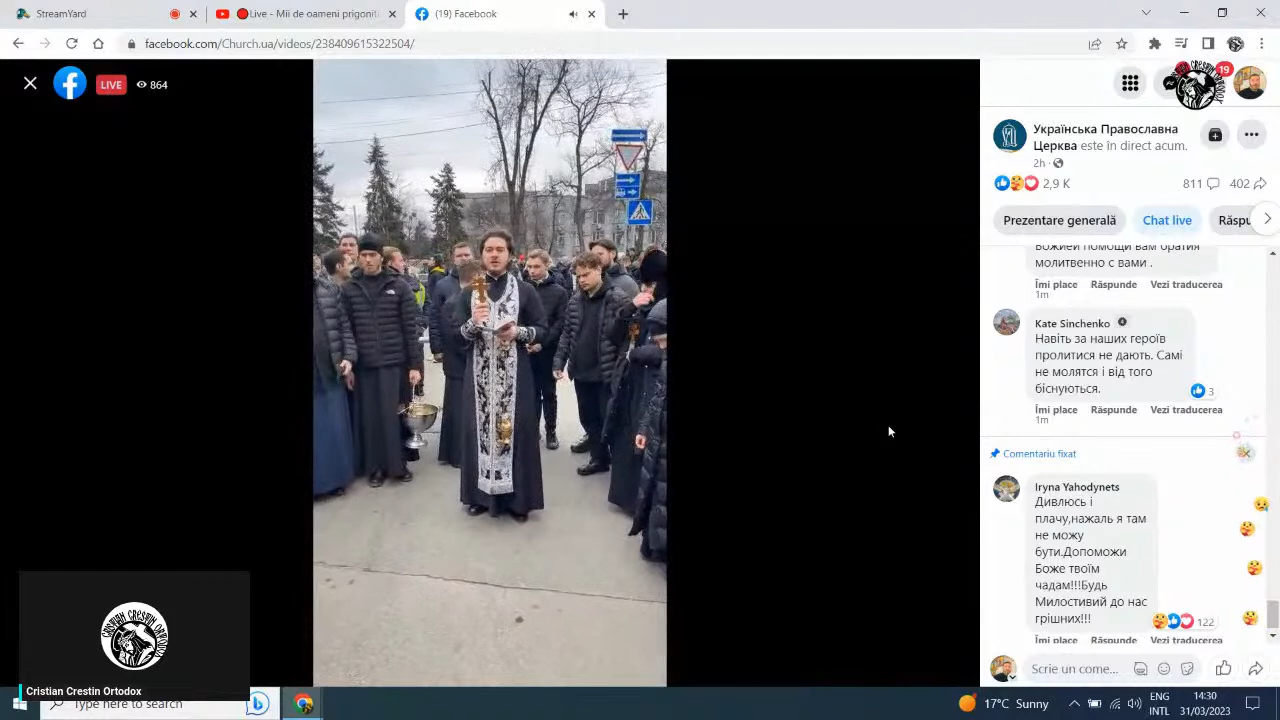 StreamYard
Live - Mii de oameni prigoniti
(19) Facebook
facebook.com/Church.ua/videos/238409615322504/
LIVE 864
19
Українська Православна
Церква este în direct acum.
2h
2,9 K 811 402
Prezentare generală Chat live Răspu
Божией помощи вам братия
молитвенно с вами .
Îmi place Răspunde Vezi traducerea
1m
Kate Sinchenko
Навіть за наших героїв
пролитися не дають. Самі
не молятся і від того
біснуються.
3
Îmi place Răspunde Vezi traducerea
1m
Comentariu fixat
Iryna Yahodynets
Дивлюсь і
плачу,нажаль я там
не можу
бути.Допоможи
Боже твоїм
чадам!!!Будь
Милостивий до нас
грішних!!!
122
Îmi place Răspunde Vezi traducerea
Scrie un come...
CRESTIN ORTODOX
Cristian Crestin Ortodox
Type here to search
17°C Sunny
ENG
INTL
14:30
31/03/2023